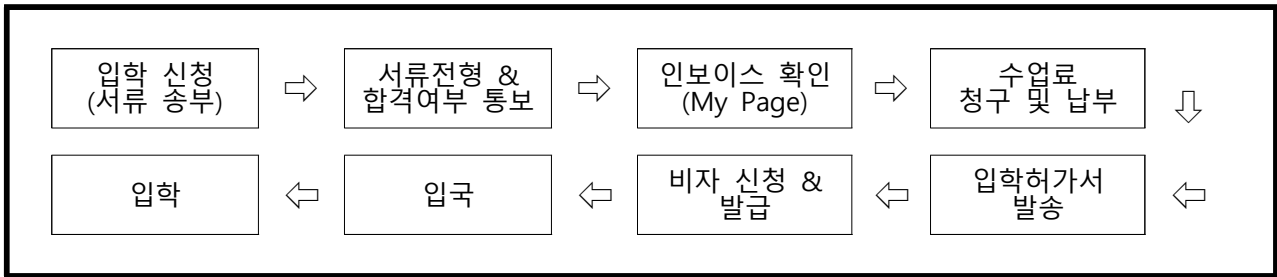 입학 신청
(서류 송부)
서류전형 &
합격여부 통보
인보이스 확인
(My Page)
수업료
청구 및 납부
입학허가서
발송
비자 신청 &
발급
입국
입학